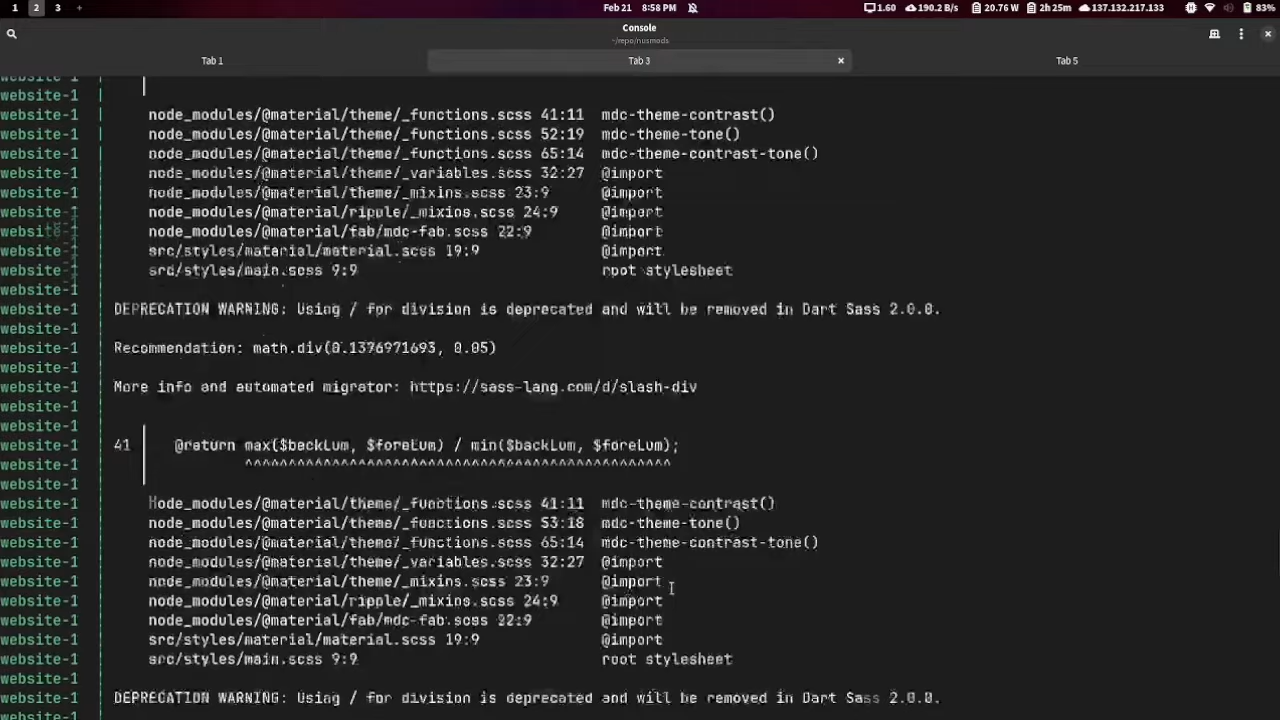 1 2 3 + Feb 21 8:58 PM 1.60 190.2 B/s 20.76 W 2h 25m 137.132.217.133 83%
Console
~/repo/nusmods
Tab 1 Tab 3 × Tab 5
website-1 |
website-1 |
website-1 | node_modules/@material/theme/_functions.scss 41:11 mdc-theme-contrast()
website-1 | node_modules/@material/theme/_functions.scss 52:19 mdc-theme-tone()
website-1 | node_modules/@material/theme/_functions.scss 65:14 mdc-theme-contrast-tone()
website-1 | node_modules/@material/theme/_variables.scss 32:27 @import
website-1 | node_modules/@material/theme/_mixins.scss 23:9 @import
website-1 | node_modules/@material/ripple/_mixins.scss 24:9 @import
website-1 | node_modules/@material/fab/mdc-fab.scss 22:9 @import
website-1 | src/styles/material/material.scss 19:9 @import
website-1 | src/styles/main.scss 9:9 root stylesheet
website-1 |
website-1 | DEPRECATION WARNING: Using / for division is deprecated and will be removed in Dart Sass 2.0.0.
website-1 |
website-1 | Recommendation: math.div(0.1376971693, 0.05)
website-1 |
website-1 | More info and automated migrator: https://sass-lang.com/d/slash-div
website-1 |
website-1 |
website-1 | 41 │ @return max($backLum, $foreLum) / min($backLum, $foreLum);
website-1 | │ ^^^^^^^^^^^^^^^^^^^^^^^^^^^^^^^^^^^^^^^^^^^^^^^^^
website-1 |
website-1 | node_modules/@material/theme/_functions.scss 41:11 mdc-theme-contrast()
website-1 | node_modules/@material/theme/_functions.scss 53:18 mdc-theme-tone()
website-1 | node_modules/@material/theme/_functions.scss 65:14 mdc-theme-contrast-tone()
website-1 | node_modules/@material/theme/_variables.scss 32:27 @import
website-1 | node_modules/@material/theme/_mixins.scss 23:9 @import
website-1 | node_modules/@material/ripple/_mixins.scss 24:9 @import
website-1 | node_modules/@material/fab/mdc-fab.scss 22:9 @import
website-1 | src/styles/material/material.scss 19:9 @import
website-1 | src/styles/main.scss 9:9 root stylesheet
website-1 |
website-1 | DEPRECATION WARNING: Using / for division is deprecated and will be removed in Dart Sass 2.0.0.
website-1 |